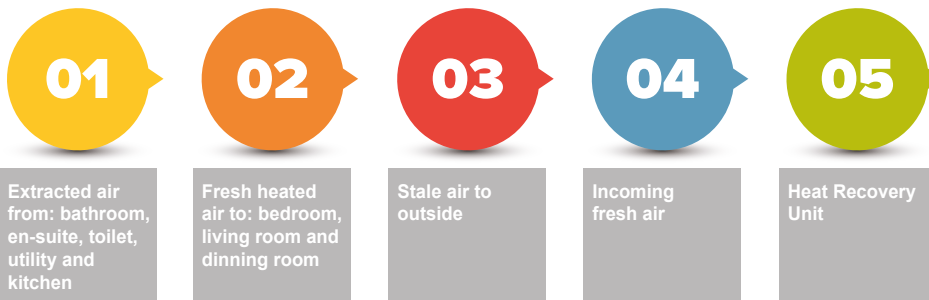 01
02
03
04
05
Extracted air
from: bathroom,
en-suite, toilet,
utility and
kitchen
Fresh heated
air to: bedroom,
living room and
dinning room
Stale air to
outside
Incoming
fresh air
Heat Recovery
Unit